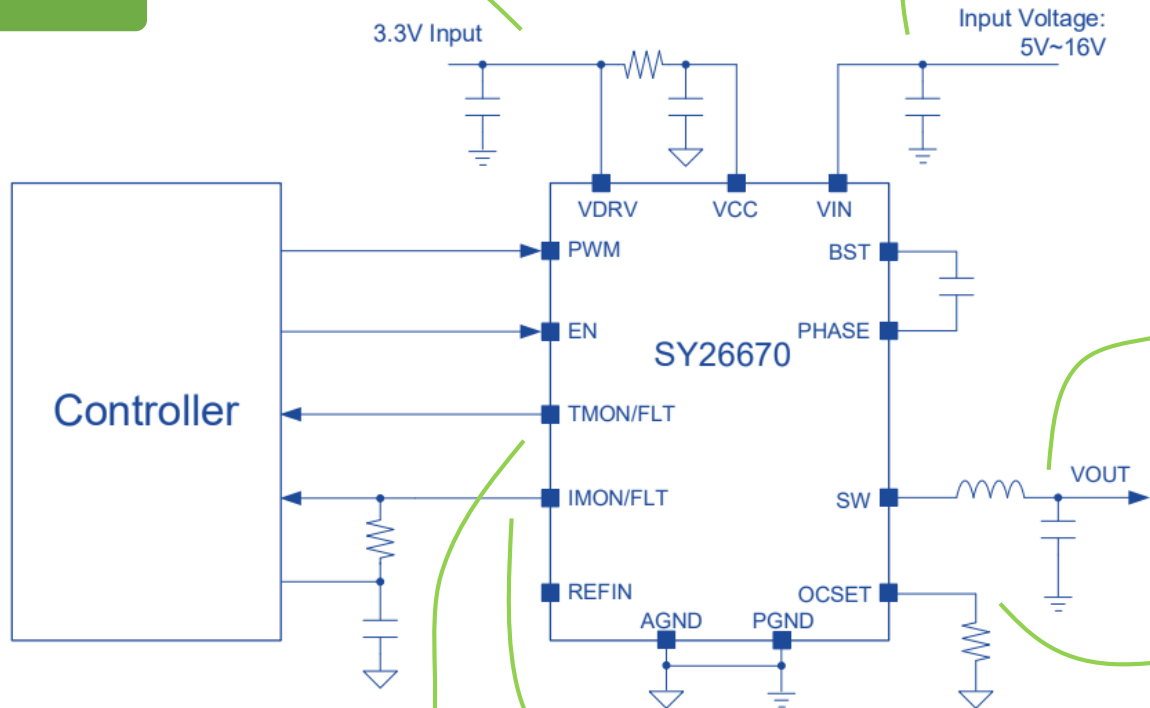 3.3V Input
Input Voltage:
5V~16V
VDRV
VCC
VIN
PWM
BST
EN
PHASE
SY26670
Controller
TMON/FLT
IMON/FLT
SW
VOUT
REFIN
OCSET
AGND
PGND